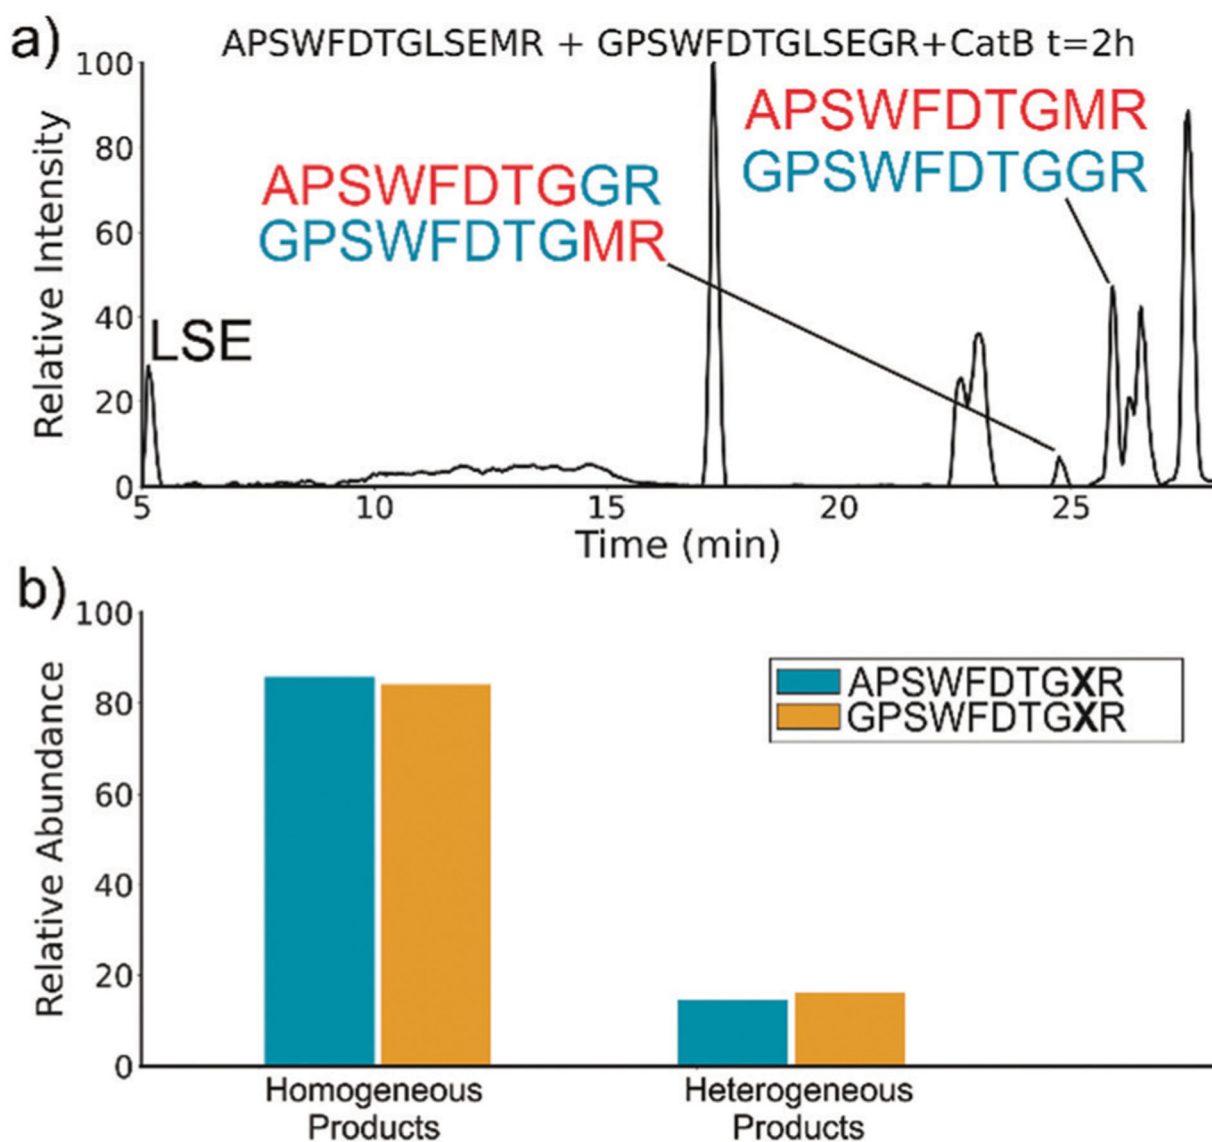 a)
APSWFDTGLSEMR + GPSWFDTGLSEGR+CatB t=2h
Relative Intensity
100
80
60
40
20
0
LSE
APSWFDTGGR
GPSWFDTGMR
APSWFDTGMR
GPSWFDTGGR
5 10 15 20 25
Time (min)
b)
Relative Abundance
100
80
60
40
20
0
APSWFDTGXR
GPSWFDTGXR
Homogeneous Products
Heterogeneous Products